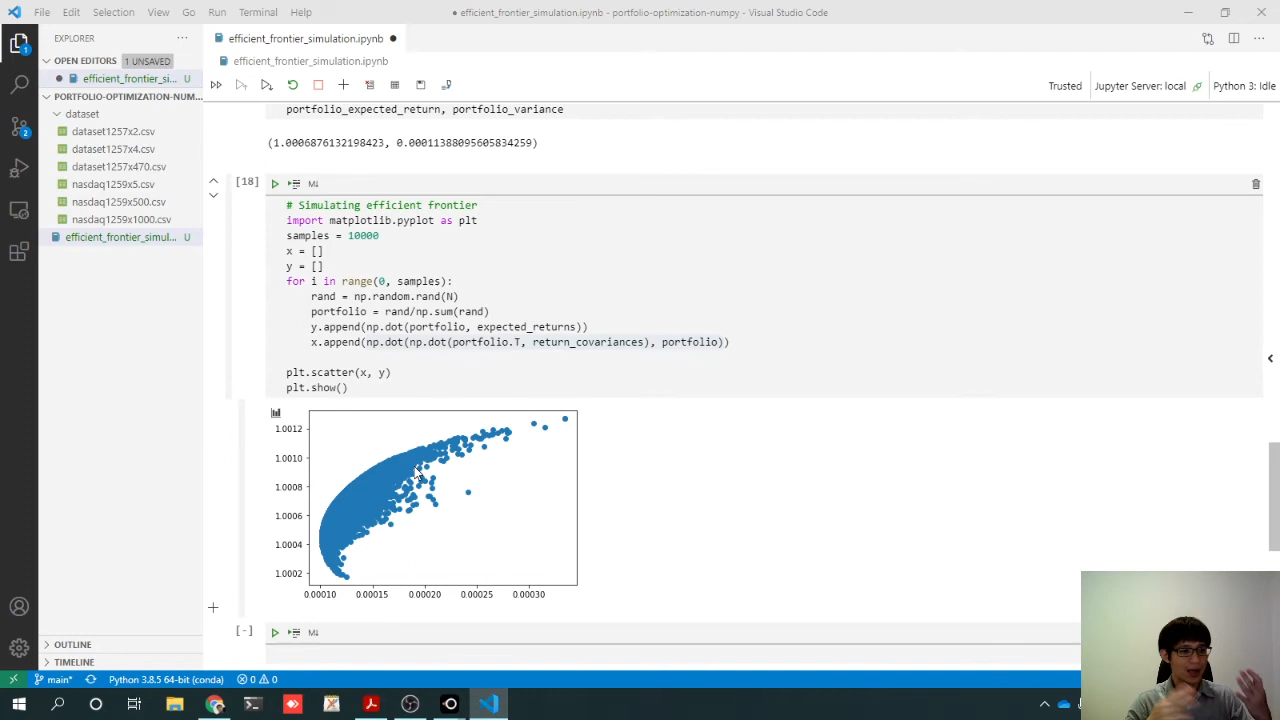 File Edit Selection View Go Run Terminal Help
● efficient_frontier_simulation.ipynb - portfolio-optimization-numpy - Visual Studio Code
EXPLORER
efficient_frontier_simulation.ipynb
OPEN EDITORS 1 UNSAVED
efficient_frontier_si... U
efficient_frontier_simulation.ipynb
PORTFOLIO-OPTIMIZATION-NUM...
dataset
dataset1257x2.csv
dataset1257x4.csv
dataset1257x470.csv
nasdaq1259x5.csv
nasdaq1259x500.csv
nasdaq1259x1000.csv
efficient_frontier_simul... U
Trusted
Jupyter Server: local
Python 3: Idle
portfolio_expected_return, portfolio_variance
(1.0006876132198423, 0.00011388095605834259)
[18]
# Simulating efficient frontier
import matplotlib.pyplot as plt
samples = 10000
x = []
y = []
for i in range(0, samples):
rand = np.random.rand(N)
portfolio = rand/np.sum(rand)
y.append(np.dot(portfolio, expected_returns))
x.append(np.dot(np.dot(portfolio.T, return_covariances), portfolio))
plt.scatter(x, y)
plt.show()
1.0012
1.0010
1.0008
1.0006
1.0004
1.0002
0.00010 0.00015 0.00020 0.00025 0.00030
[-]
OUTLINE
TIMELINE
main* Python 3.8.5 64-bit (conda) 0 0